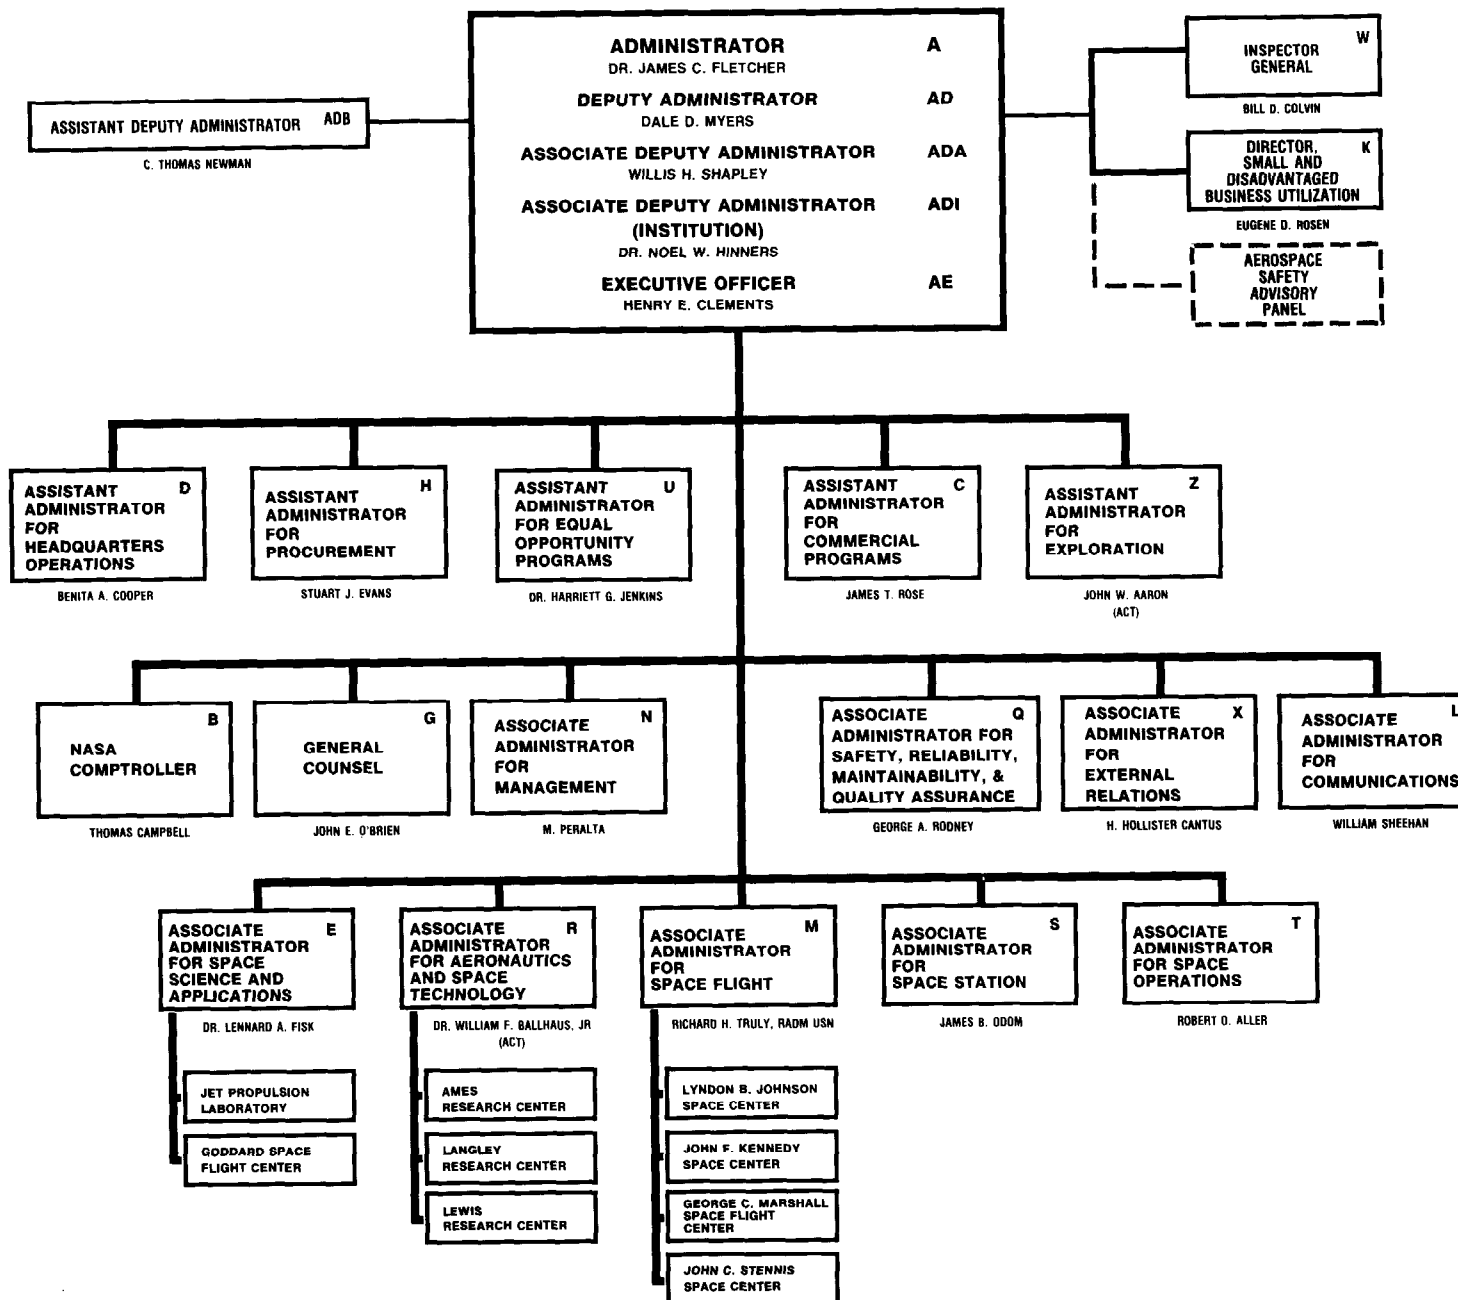 ADMINISTRATOR A
DR. JAMES C. FLETCHER
DEPUTY ADMINISTRATOR AD
DALE D. MYERS
ASSOCIATE DEPUTY ADMINISTRATOR ADA
WILLIS H. SHAPLEY
ASSOCIATE DEPUTY ADMINISTRATOR ADI
(INSTITUTION)
DR. NOEL W. HINNERS
EXECUTIVE OFFICER AE
HENRY E. CLEMENTS
ASSISTANT DEPUTY ADMINISTRATOR ADB
C. THOMAS NEWMAN
W
INSPECTOR
GENERAL
BILL D. COLVIN
DIRECTOR, K
SMALL AND
DISADVANTAGED
BUSINESS UTILIZATION
EUGENE D. ROSEN
AEROSPACE
SAFETY
ADVISORY
PANEL
ASSISTANT D
ADMINISTRATOR
FOR
HEADQUARTERS
OPERATIONS
BENITA A. COOPER
H
ASSISTANT
ADMINISTRATOR
FOR
PROCUREMENT
STUART J. EVANS
ASSISTANT U
ADMINISTRATOR
FOR EQUAL
OPPORTUNITY
PROGRAMS
DR. HARRIETT G. JENKINS
ASSISTANT C
ADMINISTRATOR
FOR
COMMERCIAL
PROGRAMS
JAMES T. ROSE
Z
ASSISTANT
ADMINISTRATOR
FOR
EXPLORATION
JOHN W. AARON
(ACT)
B
NASA
COMPTROLLER
THOMAS CAMPBELL
G
GENERAL
COUNSEL
JOHN E. O'BRIEN
ASSOCIATE N
ADMINISTRATOR
FOR
MANAGEMENT
M. PERALTA
ASSOCIATE Q
ADMINISTRATOR FOR
SAFETY, RELIABILITY,
MAINTAINABILITY, &
QUALITY ASSURANCE
GEORGE A. RODNEY
ASSOCIATE X
ADMINISTRATOR
FOR
EXTERNAL
RELATIONS
H. HOLLISTER CANTUS
ASSOCIATE L
ADMINISTRATOR
FOR
COMMUNICATIONS
WILLIAM SHEEHAN
ASSOCIATE E
ADMINISTRATOR
FOR SPACE
SCIENCE AND
APPLICATIONS
DR. LENNARD A. FISK
JET PROPULSION
LABORATORY
GODDARD SPACE
FLIGHT CENTER
ASSOCIATE R
ADMINISTRATOR
FOR AERONAUTICS
AND SPACE
TECHNOLOGY
DR. WILLIAM F. BALLHAUS, JR
(ACT)
AMES
RESEARCH CENTER
LANGLEY
RESEARCH CENTER
LEWIS
RESEARCH CENTER
ASSOCIATE M
ADMINISTRATOR
FOR
SPACE FLIGHT
RICHARD H. TRULY, RADM USN
LYNDON B. JOHNSON
SPACE CENTER
JOHN F. KENNEDY
SPACE CENTER
GEORGE C. MARSHALL
SPACE FLIGHT
CENTER
JOHN C. STENNIS
SPACE CENTER
ASSOCIATE S
ADMINISTRATOR
FOR
SPACE STATION
JAMES B. ODOM
ASSOCIATE T
ADMINISTRATOR
FOR SPACE
OPERATIONS
ROBERT O. ALLER